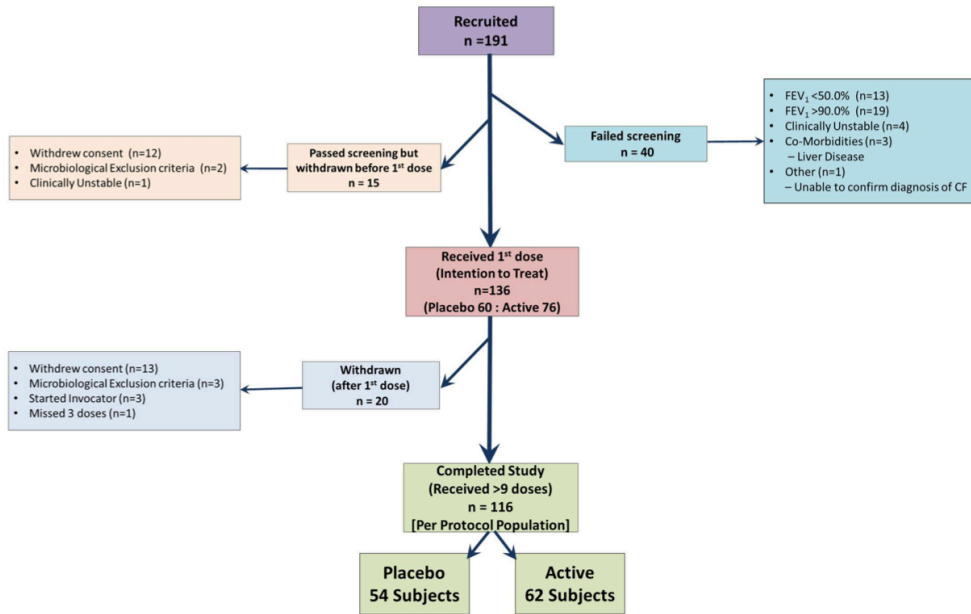 Recruited
n =191
• FEV₁ <50.0% (n=13)
• FEV₁ >90.0% (n=19)
• Clinically Unstable (n=4)
• Co-Morbidities (n=3)
– Liver Disease
• Other (n=1)
– Unable to confirm diagnosis of CF
Failed screening
n = 40
Passed screening but
withdrawn before 1st dose
n = 15
• Withdrew consent (n=12)
• Microbiological Exclusion criteria (n=2)
• Clinically Unstable (n=1)
Received 1st dose
(Intention to Treat)
n=136
(Placebo 60 : Active 76)
Withdrawn
(after 1st dose)
n = 20
• Withdrew consent (n=13)
• Microbiological Exclusion criteria (n=3)
• Started Invocator (n=3)
• Missed 3 doses (n=1)
Completed Study
(Received >9 doses)
n = 116
[Per Protocol Population]
Placebo
54 Subjects
Active
62 Subjects